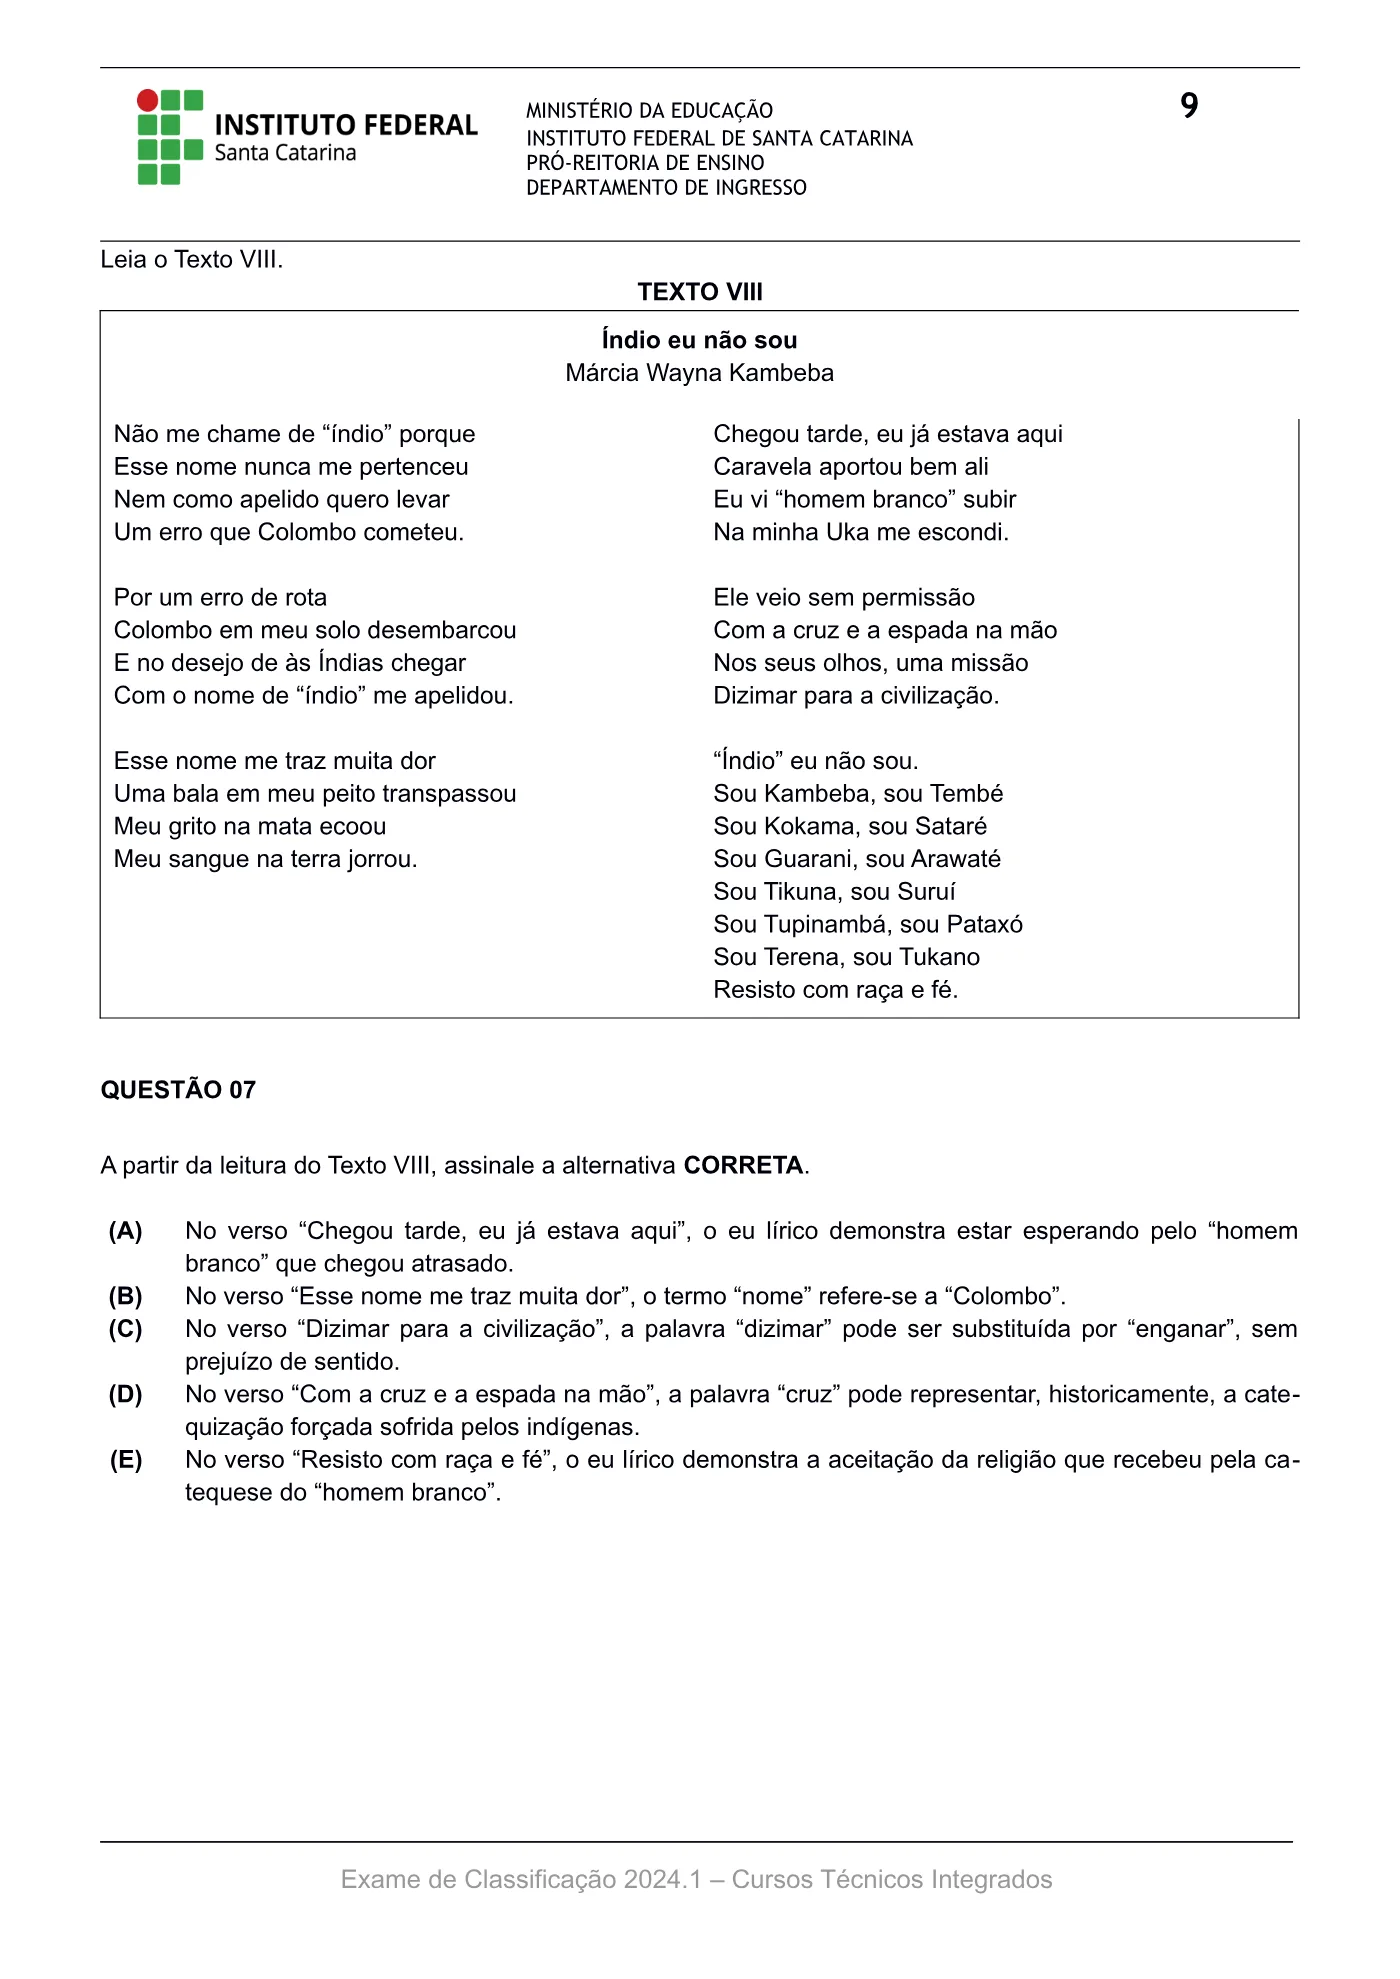 INSTITUTO FEDERAL
Santa Catarina
MINISTÉRIO DA EDUCAÇÃO
INSTITUTO FEDERAL DE SANTA CATARINA
PRÓ-REITORIA DE ENSINO
DEPARTAMENTO DE INGRESSO
9
Leia o Texto VIII.
TEXTO VIII
Índio eu não sou
Márcia Wayna Kambeba
Não me chame de “índio” porque
Esse nome nunca me pertenceu
Nem como apelido quero levar
Um erro que Colombo cometeu.
Por um erro de rota
Colombo em meu solo desembarcou
E no desejo de às Índias chegar
Com o nome de “índio” me apelidou.
Esse nome me traz muita dor
Uma bala em meu peito transpassou
Meu grito na mata ecoou
Meu sangue na terra jorrou.
Chegou tarde, eu já estava aqui
Caravela aportou bem ali
Eu vi “homem branco” subir
Na minha Uka me escondi.
Ele veio sem permissão
Com a cruz e a espada na mão
Nos seus olhos, uma missão
Dizimar para a civilização.
“Índio” eu não sou.
Sou Kambeba, sou Tembé
Sou Kokama, sou Sataré
Sou Guarani, sou Arawaté
Sou Tikuna, sou Suruí
Sou Tupinambá, sou Pataxó
Sou Terena, sou Tukano
Resisto com raça e fé.
QUESTÃO 07
A partir da leitura do Texto VIII, assinale a alternativa CORRETA.
(A) No verso “Chegou tarde, eu já estava aqui”, o eu lírico demonstra estar esperando pelo “homem
branco” que chegou atrasado.
(B) No verso “Esse nome me traz muita dor”, o termo “nome” refere-se a “Colombo”.
(C) No verso “Dizimar para a civilização”, a palavra “dizimar” pode ser substituída por “enganar”, sem
prejuízo de sentido.
(D) No verso “Com a cruz e a espada na mão”, a palavra “cruz” pode representar, historicamente, a cate-
quização forçada sofrida pelos indígenas.
(E) No verso “Resisto com raça e fé”, o eu lírico demonstra a aceitação da religião que recebeu pela ca-
tequese do “homem branco”.
Exame de Classificação 2024.1 – Cursos Técnicos Integrados